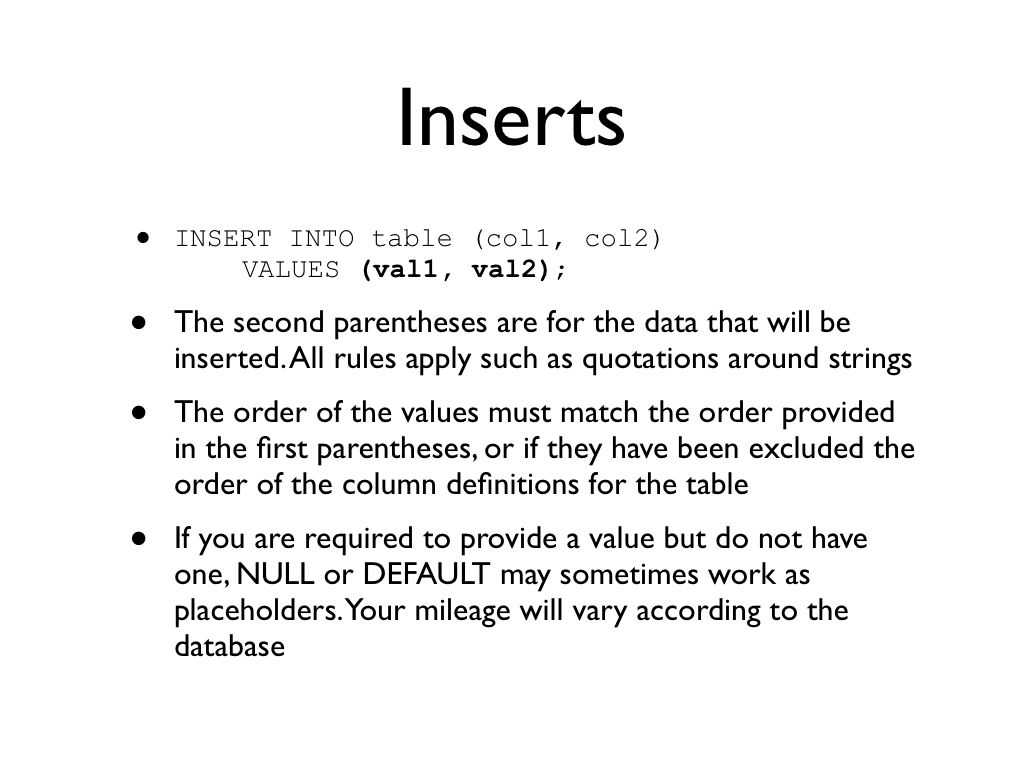 Inserts
• INSERT INTO table (col1, col2)
VALUES (val1, val2);
• The second parentheses are for the data that will be
inserted. All rules apply such as quotations around strings
• The order of the values must match the order provided
in the first parentheses, or if they have been excluded the
order of the column definitions for the table
• If you are required to provide a value but do not have
one, NULL or DEFAULT may sometimes work as
placeholders. Your mileage will vary according to the
database